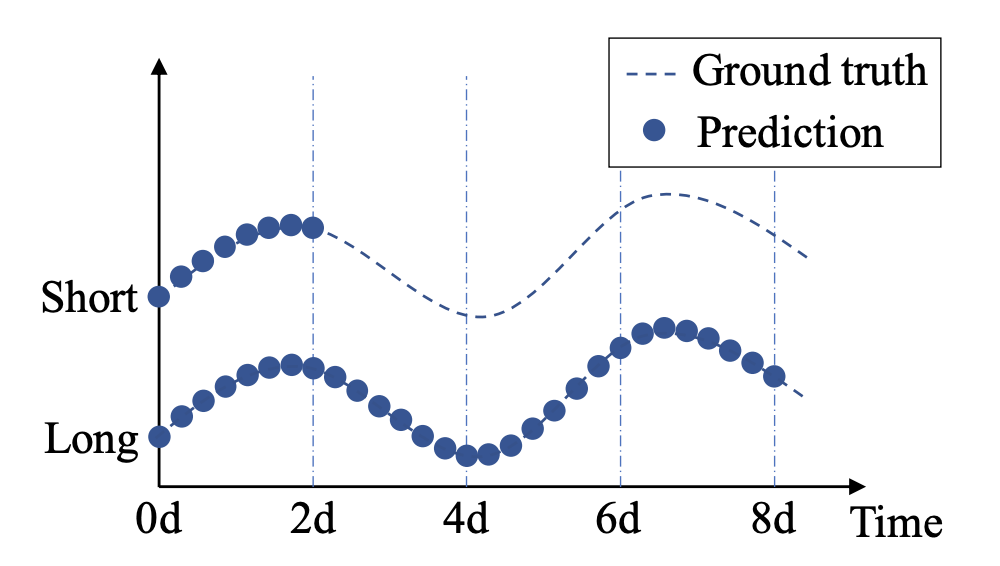 Ground truth
Prediction
Short
Long
0d 2d 4d 6d 8d Time